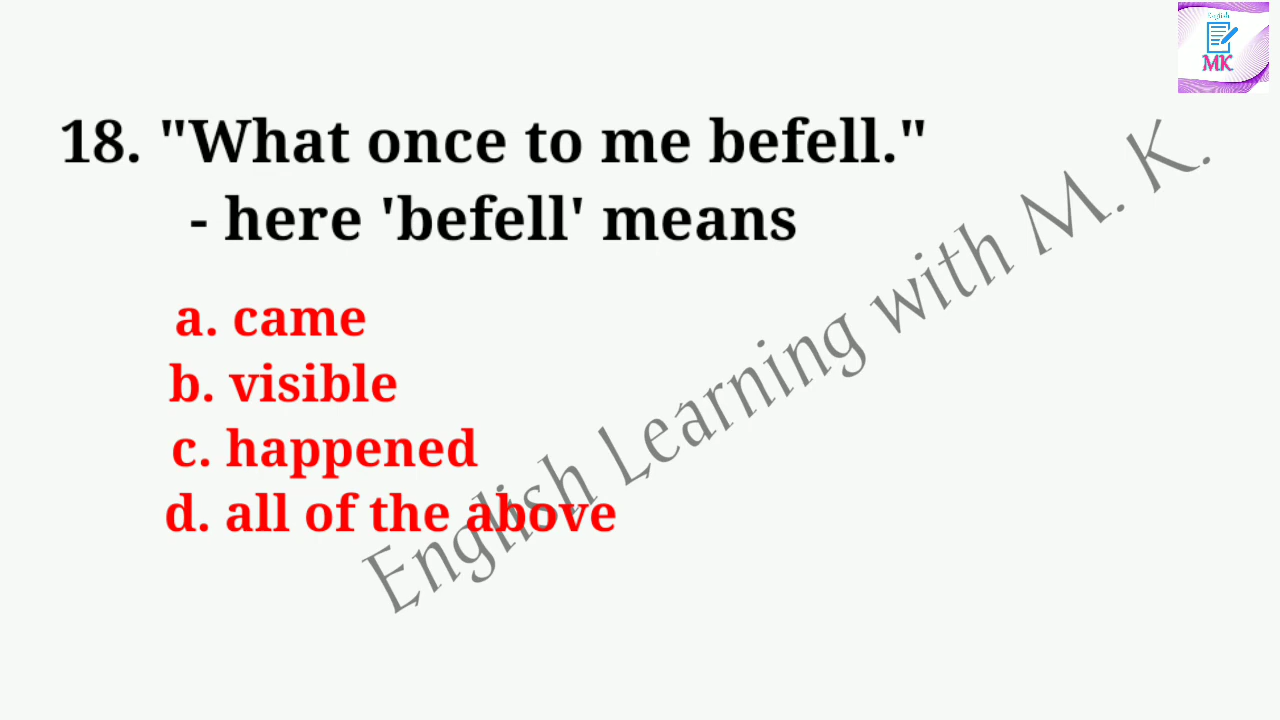 English
MK
18. "What once to me befell."
- here 'befell' means
a. came
b. visible
c. happened
d. all of the above
English Learning with M. K.